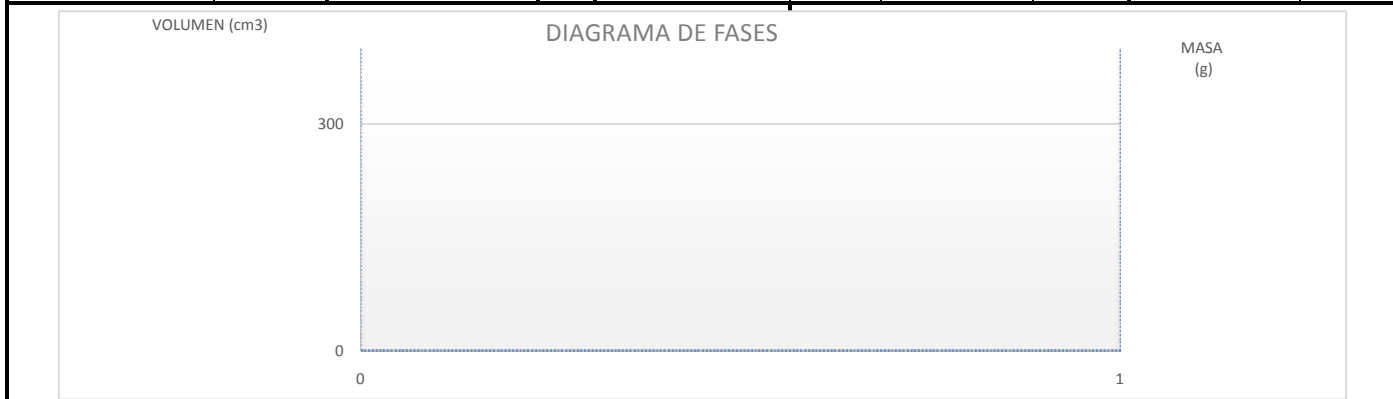 VOLUMEN (cm3)
DIAGRAMA DE FASES
MASA
(g)
300
0
0
1